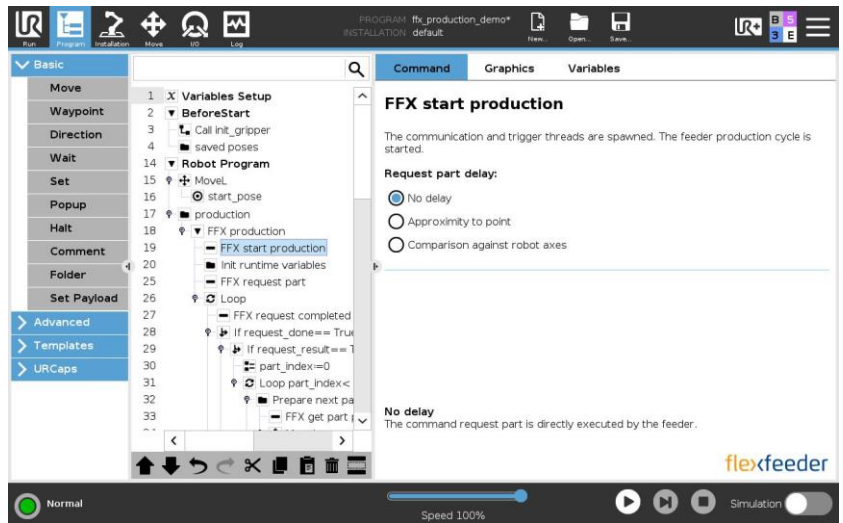 UR
Run
Program
Installation
Move
I/O
Log
PROGRAM ffx_production_demo*
INSTALLATION default
New...
Open...
Save...
UR+
B 5
3 E
Basic
Move
Waypoint
Direction
Wait
Set
Popup
Halt
Comment
Folder
Set Payload
Advanced
Templates
URCaps
1 X Variables Setup
2 BeforeStart
3 Call init_gripper
4 saved poses
14 Robot Program
15 MoveL
16 start_pose
17 production
18 FFX production
19 FFX start production
20 Init runtime variables
25 FFX request part
26 Loop
27 FFX request completed
28 If request_done== True
29 If request_result== T
30 part_index≔0
31 Loop part_index<
32 Prepare next pa
33 FFX get part p
Command Graphics Variables
FFX start production
The communication and trigger threads are spawned. The feeder production cycle is
started.
Request part delay:
No delay
Approximity to point
Comparison against robot axes
No delay
The command request part is directly executed by the feeder.
flexfeeder
Normal
Speed 100%
Simulation